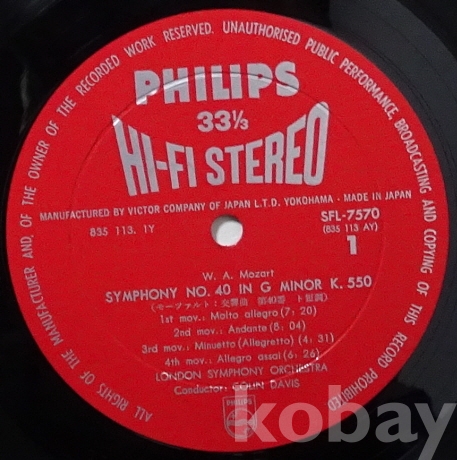 ALL RIGHTS OF THE MANUFACTURER AND OF THE OWNER OF THE RECORDED WORK RESERVED. UNAUTHORISED PUBLIC PERFORMANCE, BROADCASTING AND COPYING OF THIS RECORD PROHIBITED
PHILIPS
33⅓
HI-FI STEREO
MANUFACTURED BY VICTOR COMPANY OF JAPAN L.T.D. YOKOHAMA - MADE IN JAPAN
835 113. 1Y
SFL-7570
(835 113 AY)
1
W. A. Mozart
SYMPHONY NO. 40 IN G MINOR K. 550
(モーツァルト: 交響曲 第40番 ト短調)
1st mov.: Molto allegro (7; 20)
2nd mov.: Andante (8; 04)
3rd mov.: Minuetto (Allegretto) (4; 31)
4th mov.: Allegro assai (6; 26)
LONDON SYMPHONY ORCHESTRA
Conductor: COLIN DAVIS
PHILIPS
kobay